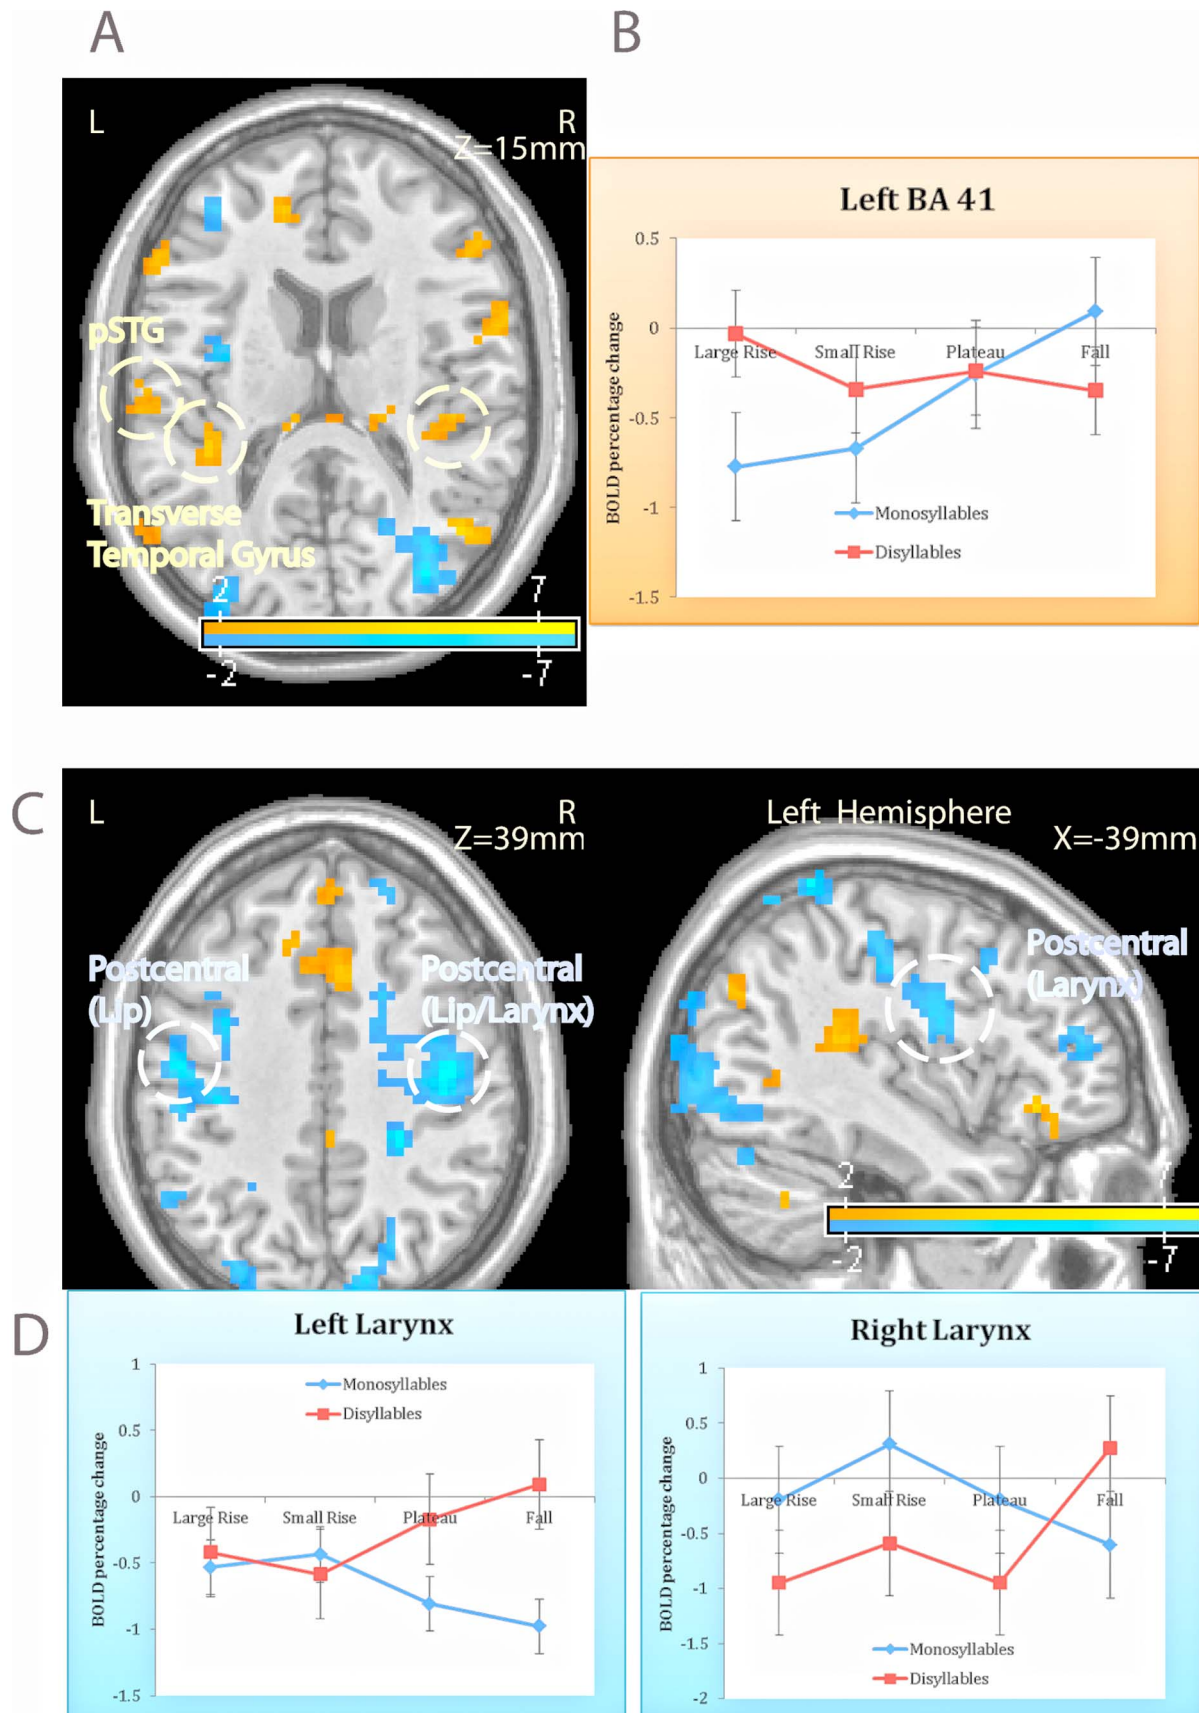 A
B
L
R
Z=15mm
pSTG
Transverse
Temporal Gyrus
2
7
-2
-7
Left BA 41
BOLD percentage change
0.5
0
-0.5
-1
-1.5
Large Rise
Small Rise
Plateau
Fall
Monosyllables
Disyllables
C
L
R
Z=39mm
Postcentral
(Lip)
Postcentral
(Lip/Larynx)
Left Hemisphere
X=-39mm
Postcentral
(Larynx)
2
7
-2
-7
D
Left Larynx
BOLD percentage change
1
0.5
0
-0.5
-1
-1.5
Large Rise
Small Rise
Plateau
Fall
Monosyllables
Disyllables
Right Larynx
BOLD percentage change
1
0.5
0
-0.5
-1
-1.5
-2
Large Rise
Small Rise
Plateau
Fall
Monosyllables
Disyllables